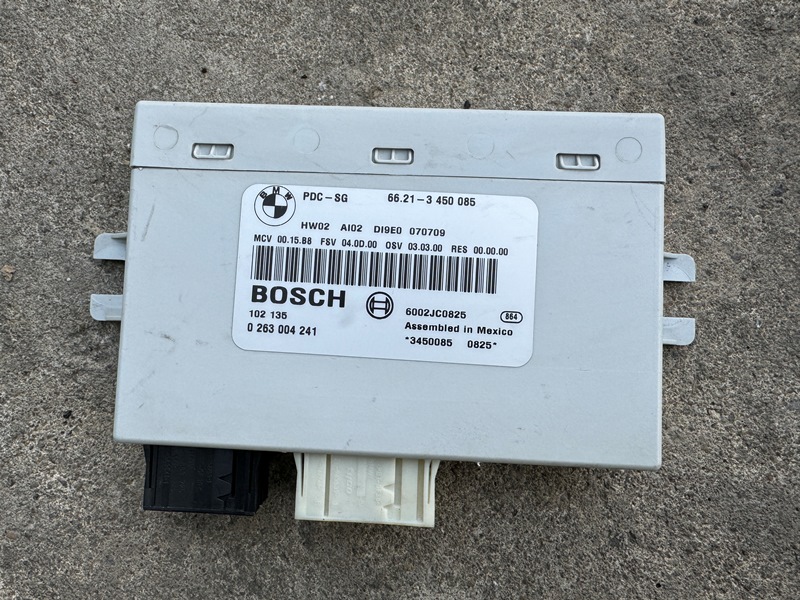 BMW PDC-SG 66.21-3 450 085
HW02 AI02 DI9E0 070709
MCV 00.15.B8 FSV 04.0D.00 OSV 03.03.00 RES 00.00.00
BOSCH
6002JC0825 864
102 135
Assembled in Mexico
0 263 004 241
*3450085 0825*